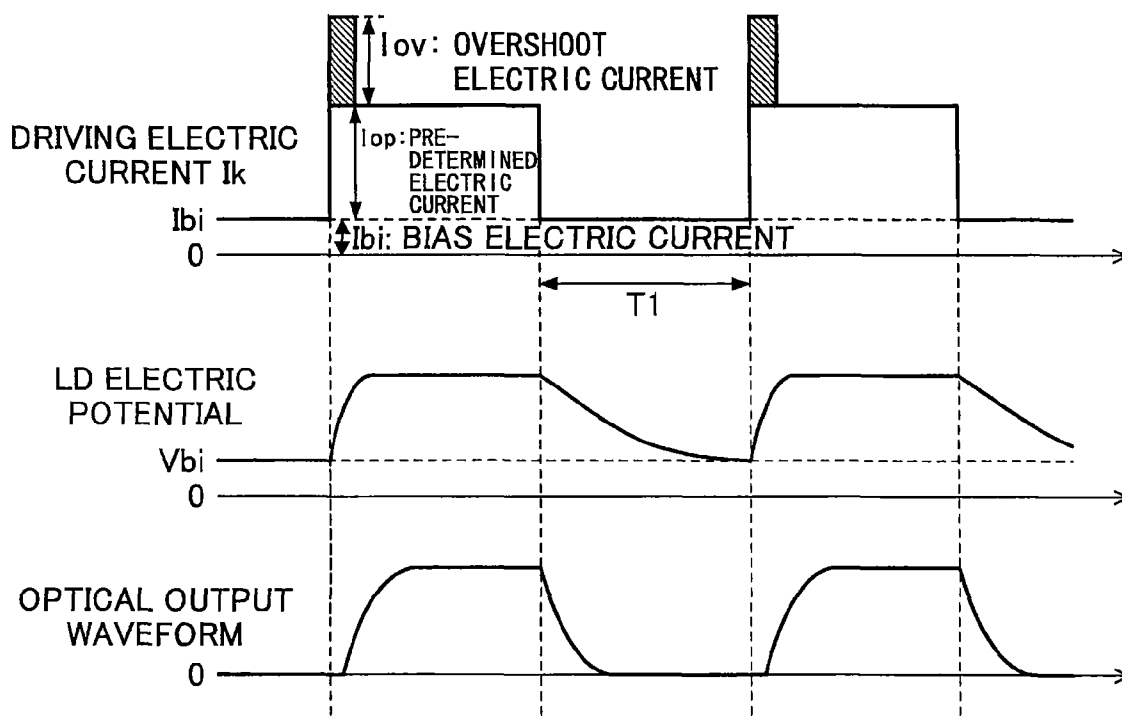 Iov: OVERSHOOT
ELECTRIC CURRENT
DRIVING ELECTRIC
CURRENT Ik
Iop: PRE-
DETERMINED
ELECTRIC
CURRENT
Ibi
Ibi: BIAS ELECTRIC CURRENT
0
T1
LD ELECTRIC
POTENTIAL
Vbi
0
OPTICAL OUTPUT
WAVEFORM
0